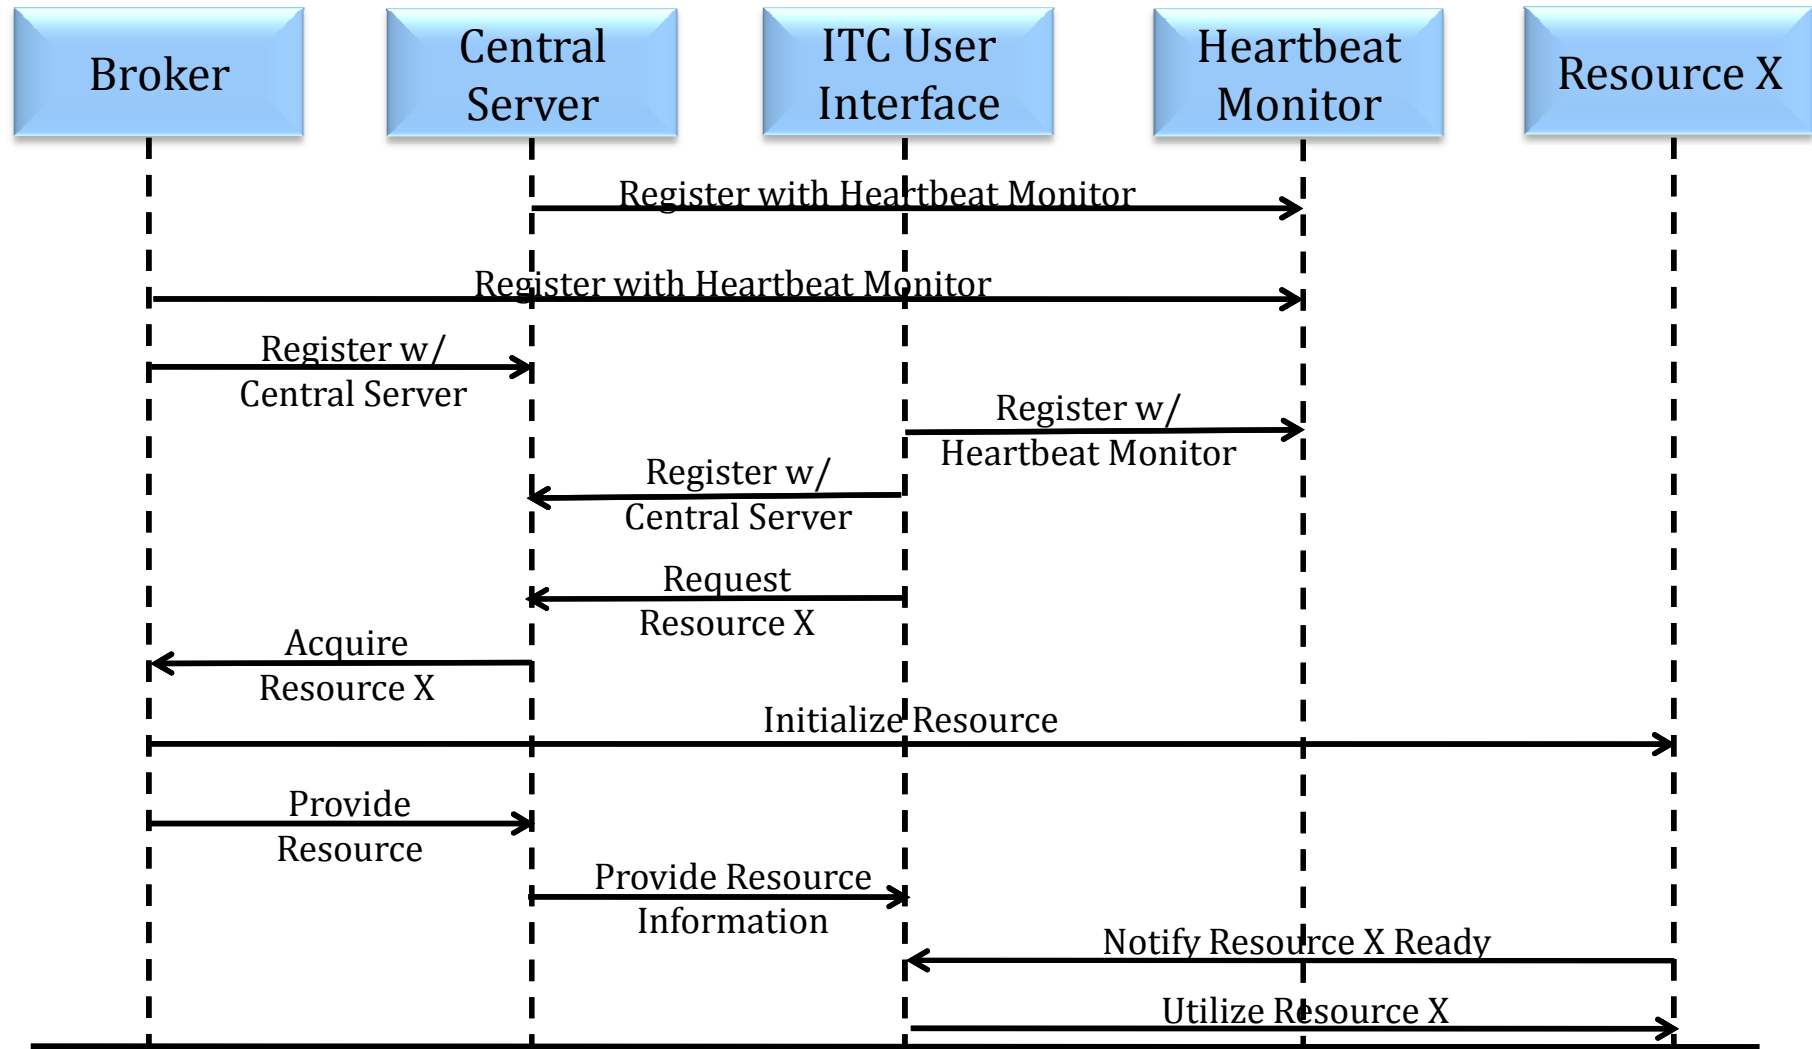 Broker
Central
Server
ITC User
Interface
Heartbeat
Monitor
Resource X
Register with Heartbeat Monitor
Register with Heartbeat Monitor
Register w/
Central Server
Register w/
Heartbeat Monitor
Register w/
Central Server
Request
Resource X
Acquire
Resource X
Initialize Resource
Provide
Resource
Provide Resource
Information
Notify Resource X Ready
Utilize Resource X